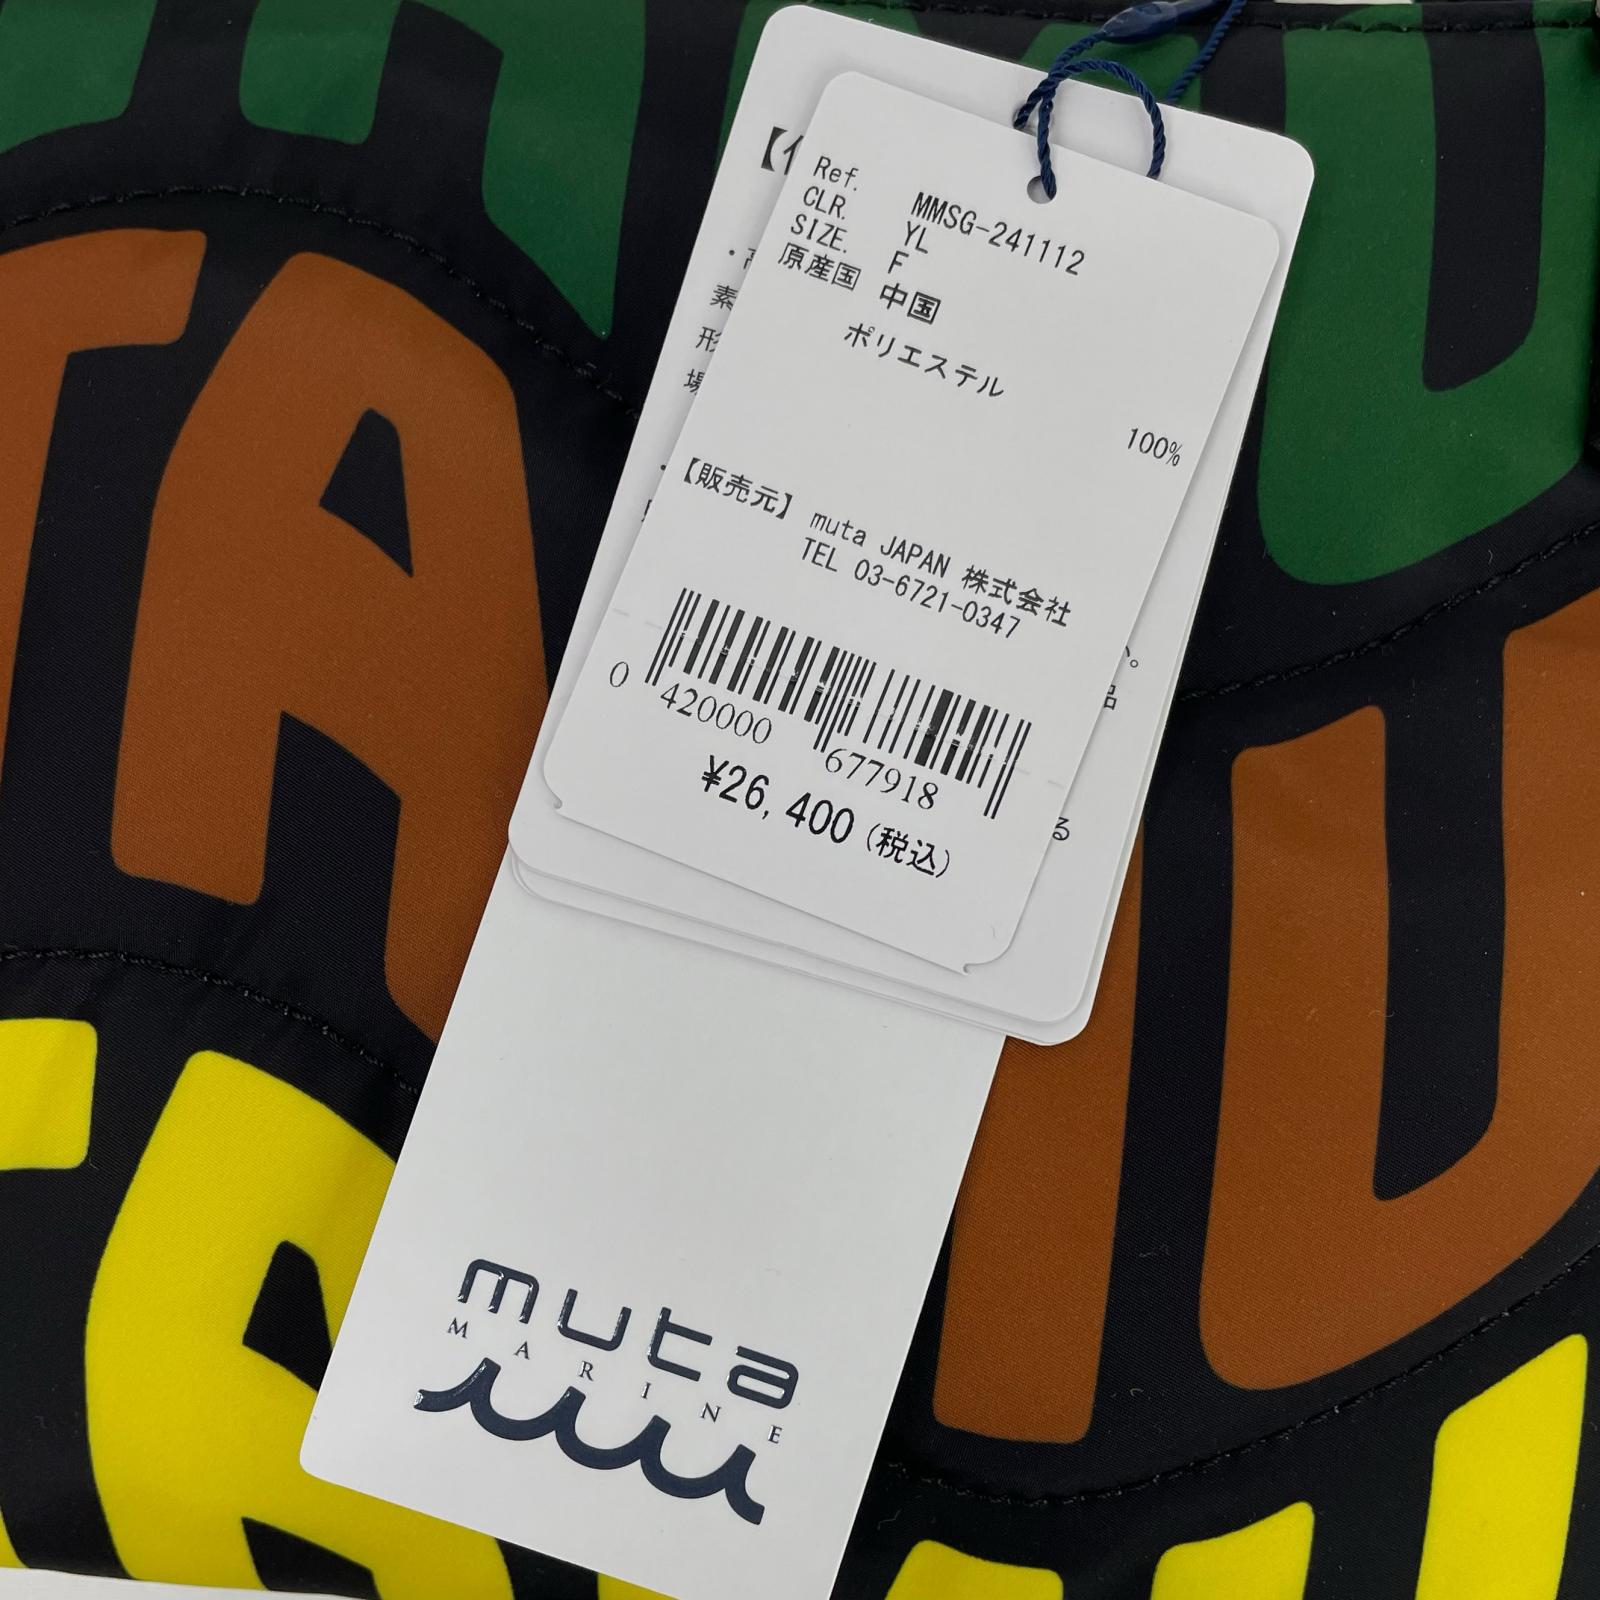 Ref. MMSG-241112
CLR. YL
SIZE. F
原産国 中国
ポリエステル
100%
【販売元】 muta JAPAN 株式会社
TEL 03-6721-0347
0 420000 677918
¥26,400 (税込)
muta
MARINE